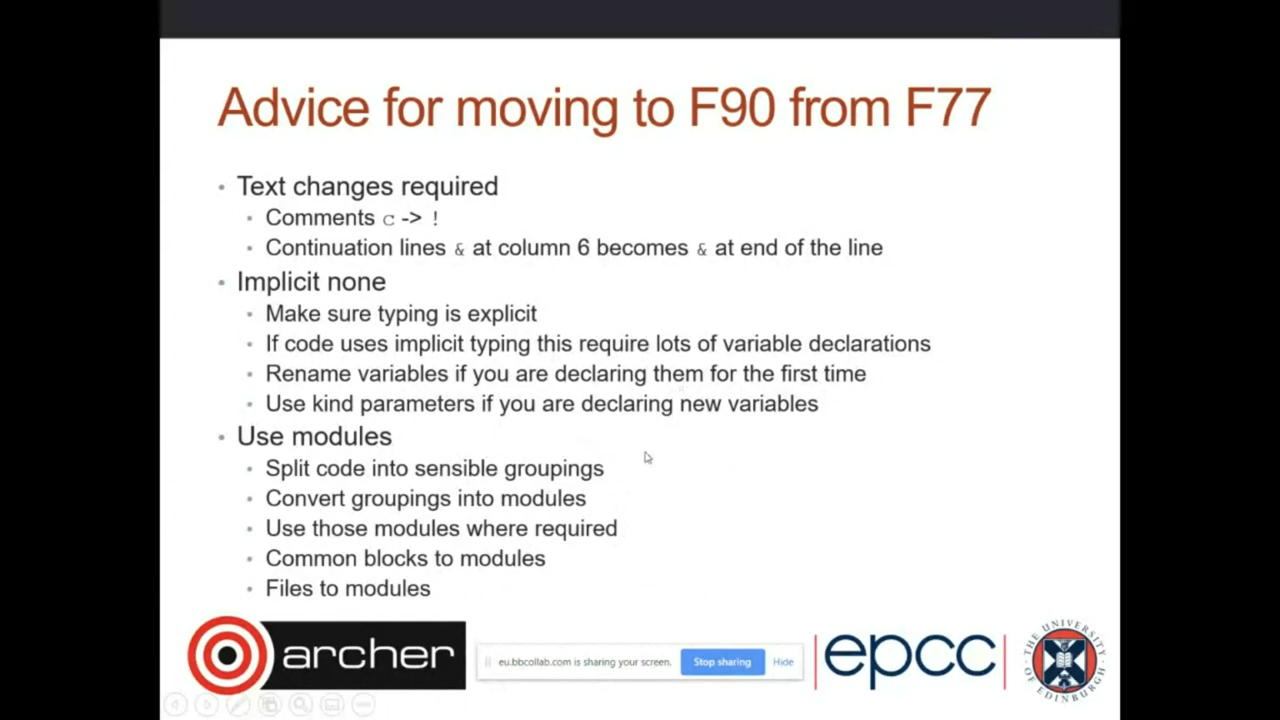 Advice for moving to F90 from F77
• Text changes required
• Comments c -> !
• Continuation lines & at column 6 becomes & at end of the line
• Implicit none
• Make sure typing is explicit
• If code uses implicit typing this require lots of variable declarations
• Rename variables if you are declaring them for the first time
• Use kind parameters if you are declaring new variables
• Use modules
• Split code into sensible groupings
• Convert groupings into modules
• Use those modules where required
• Common blocks to modules
• Files to modules
archer
eu.bbcollab.com is sharing your screen. Stop sharing Hide
epcc
THE UNIVERSITY OF EDINBURGH